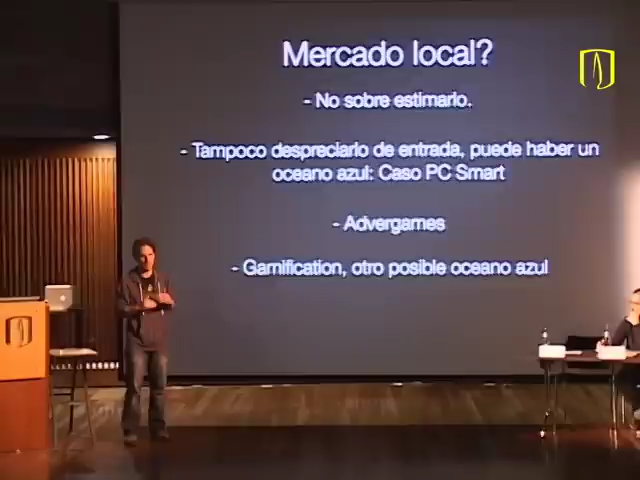 Mercado local?
- No sobre estimarlo.
- Tampoco despreciarlo de entrada, puede haber un
oceano azul: Caso PC Smart
- Advergames
- Gamification, otro posible oceano azul